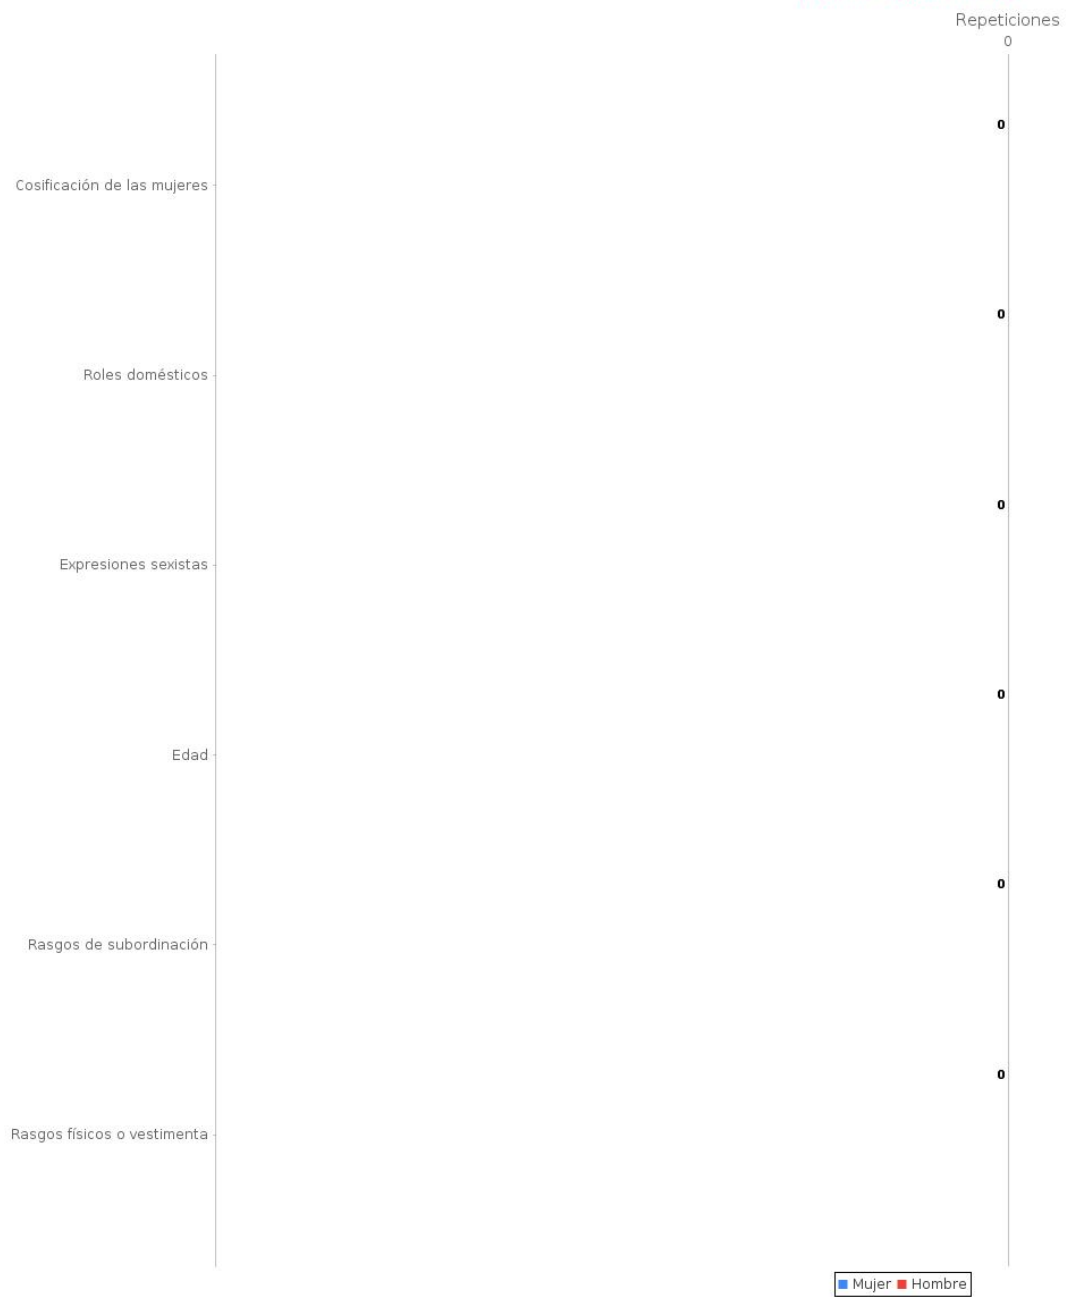 Repeticiones
0
0
Cosificación de las mujeres
0
Roles domésticos
0
Expresiones sexistas
0
Edad
0
Rasgos de subordinación
0
Rasgos físicos o vestimenta
Mujer Hombre